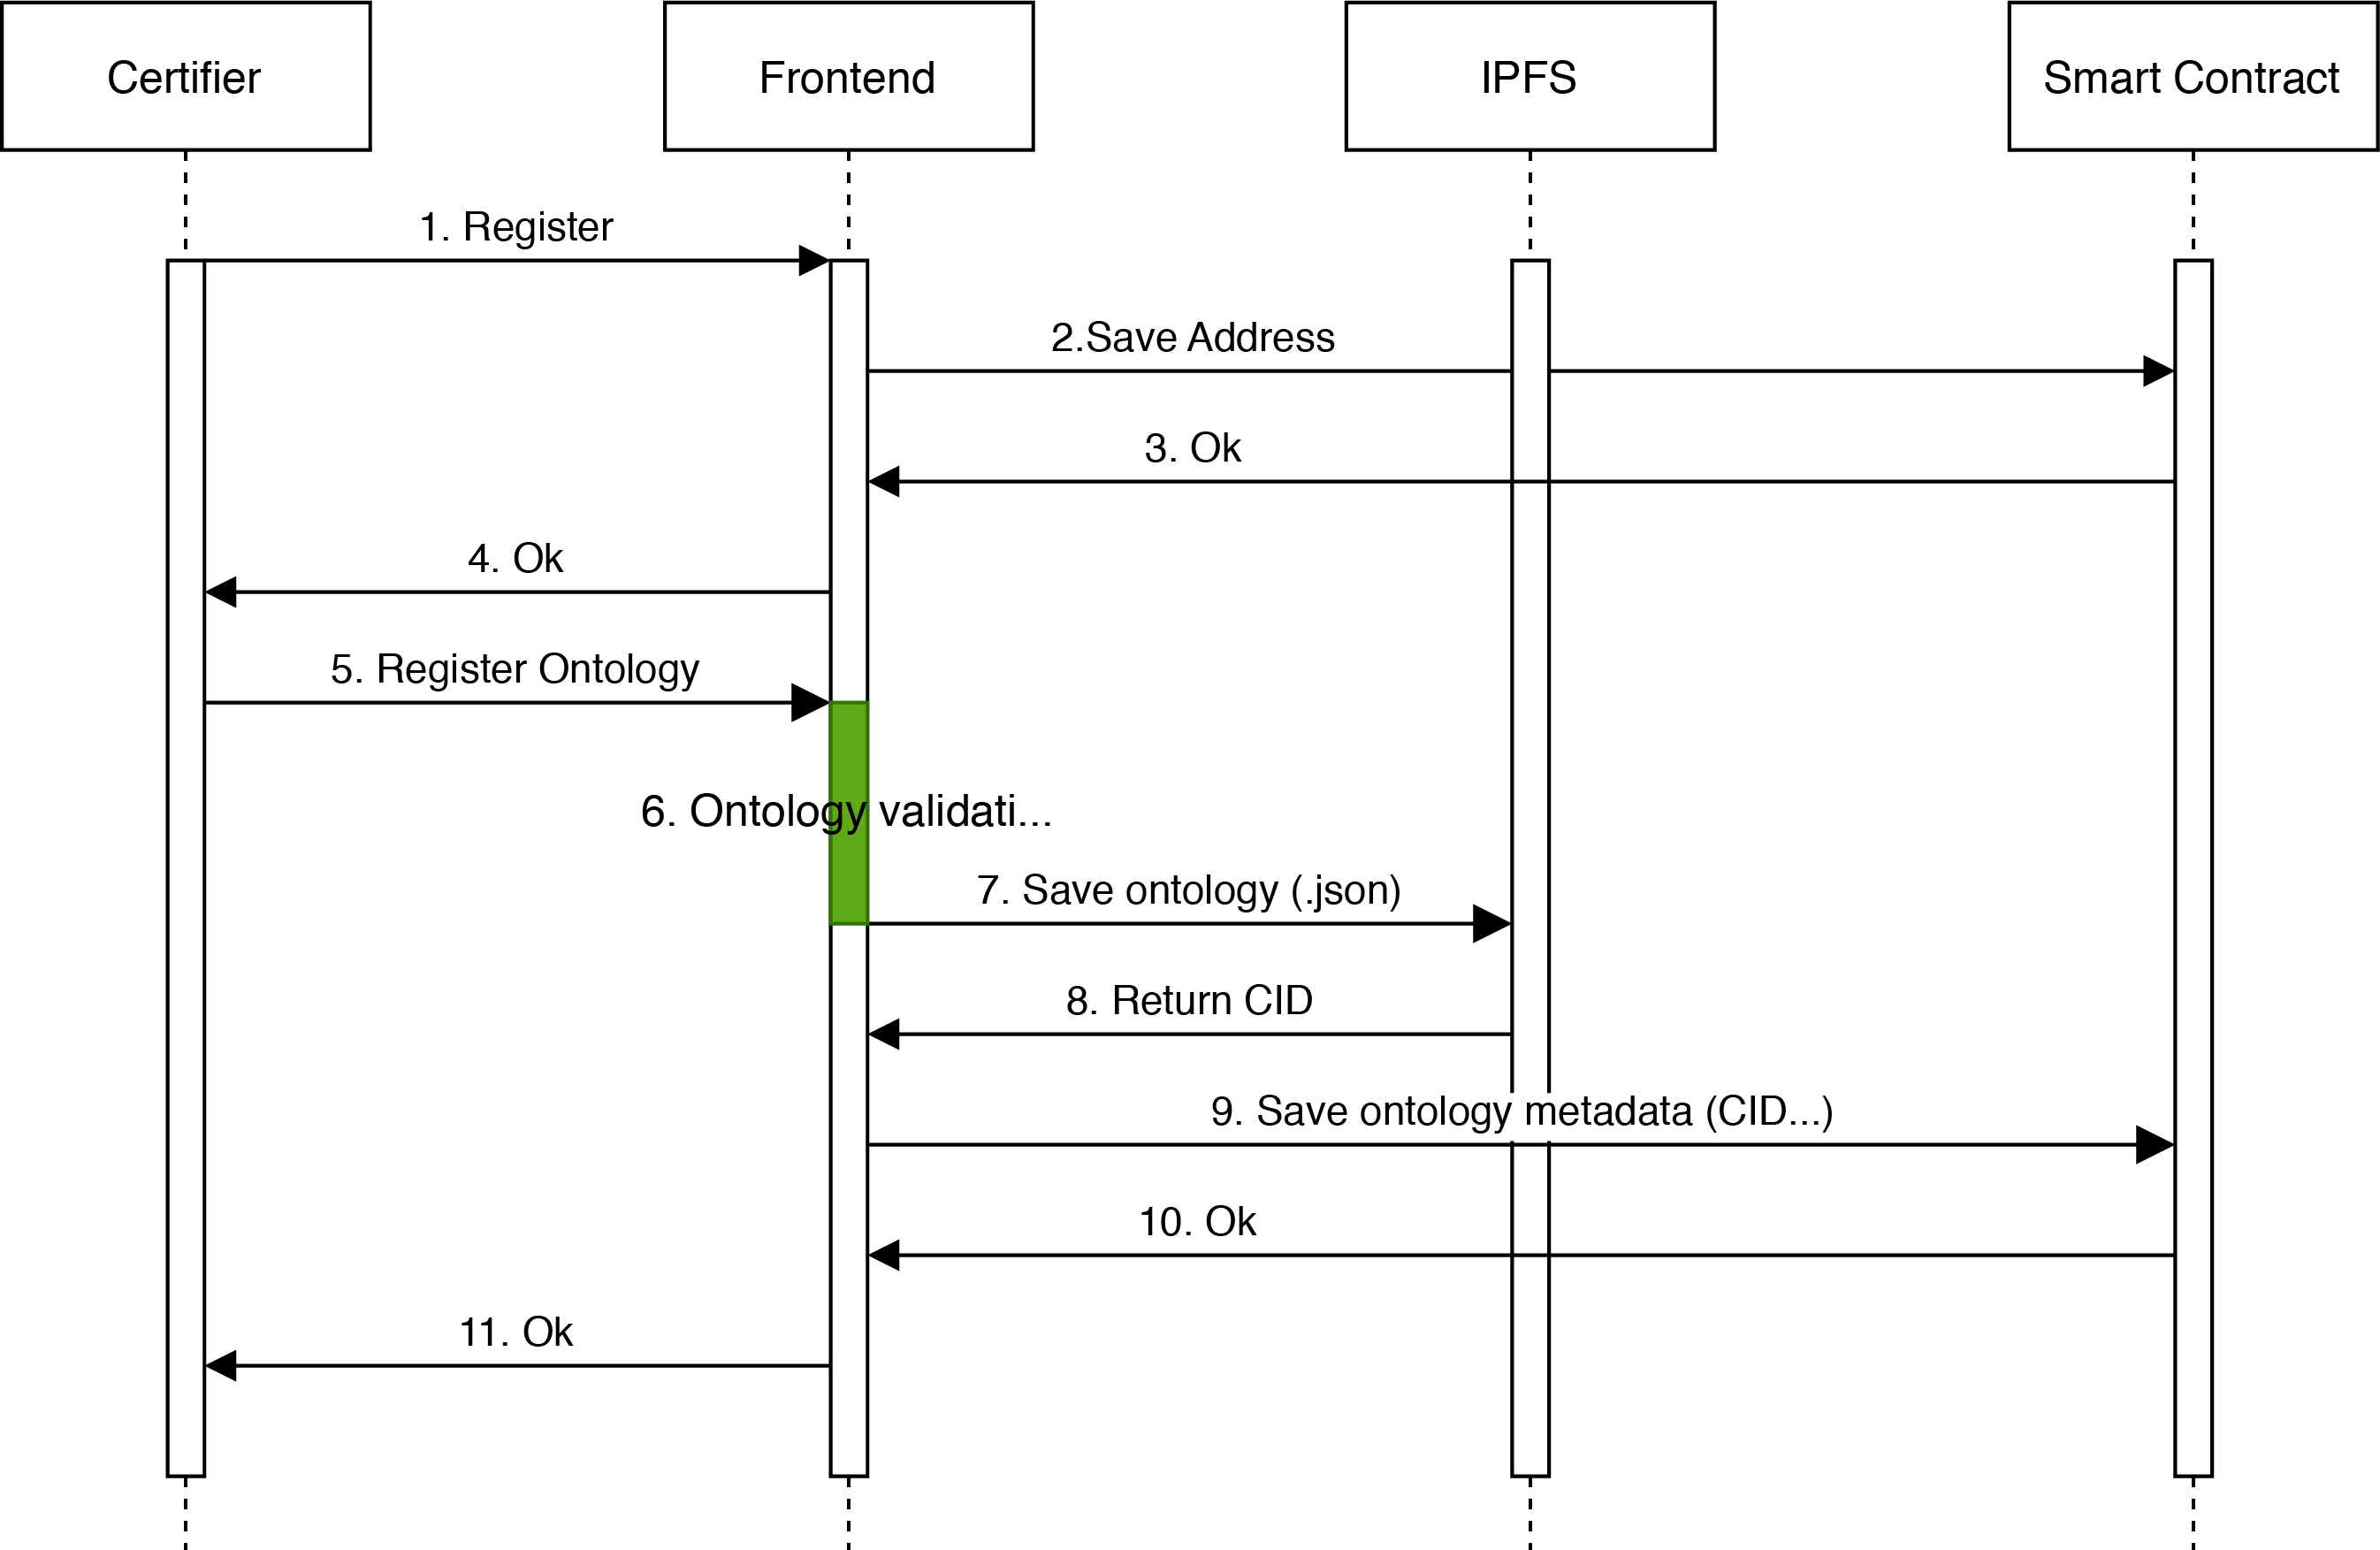 Certifier
Frontend
IPFS
Smart Contract
1. Register
2.Save Address
3. Ok
4. Ok
5. Register Ontology
6. Ontology validati...
7. Save ontology (.json)
8. Return CID
9. Save ontology metadata (CID...)
10. Ok
11. Ok